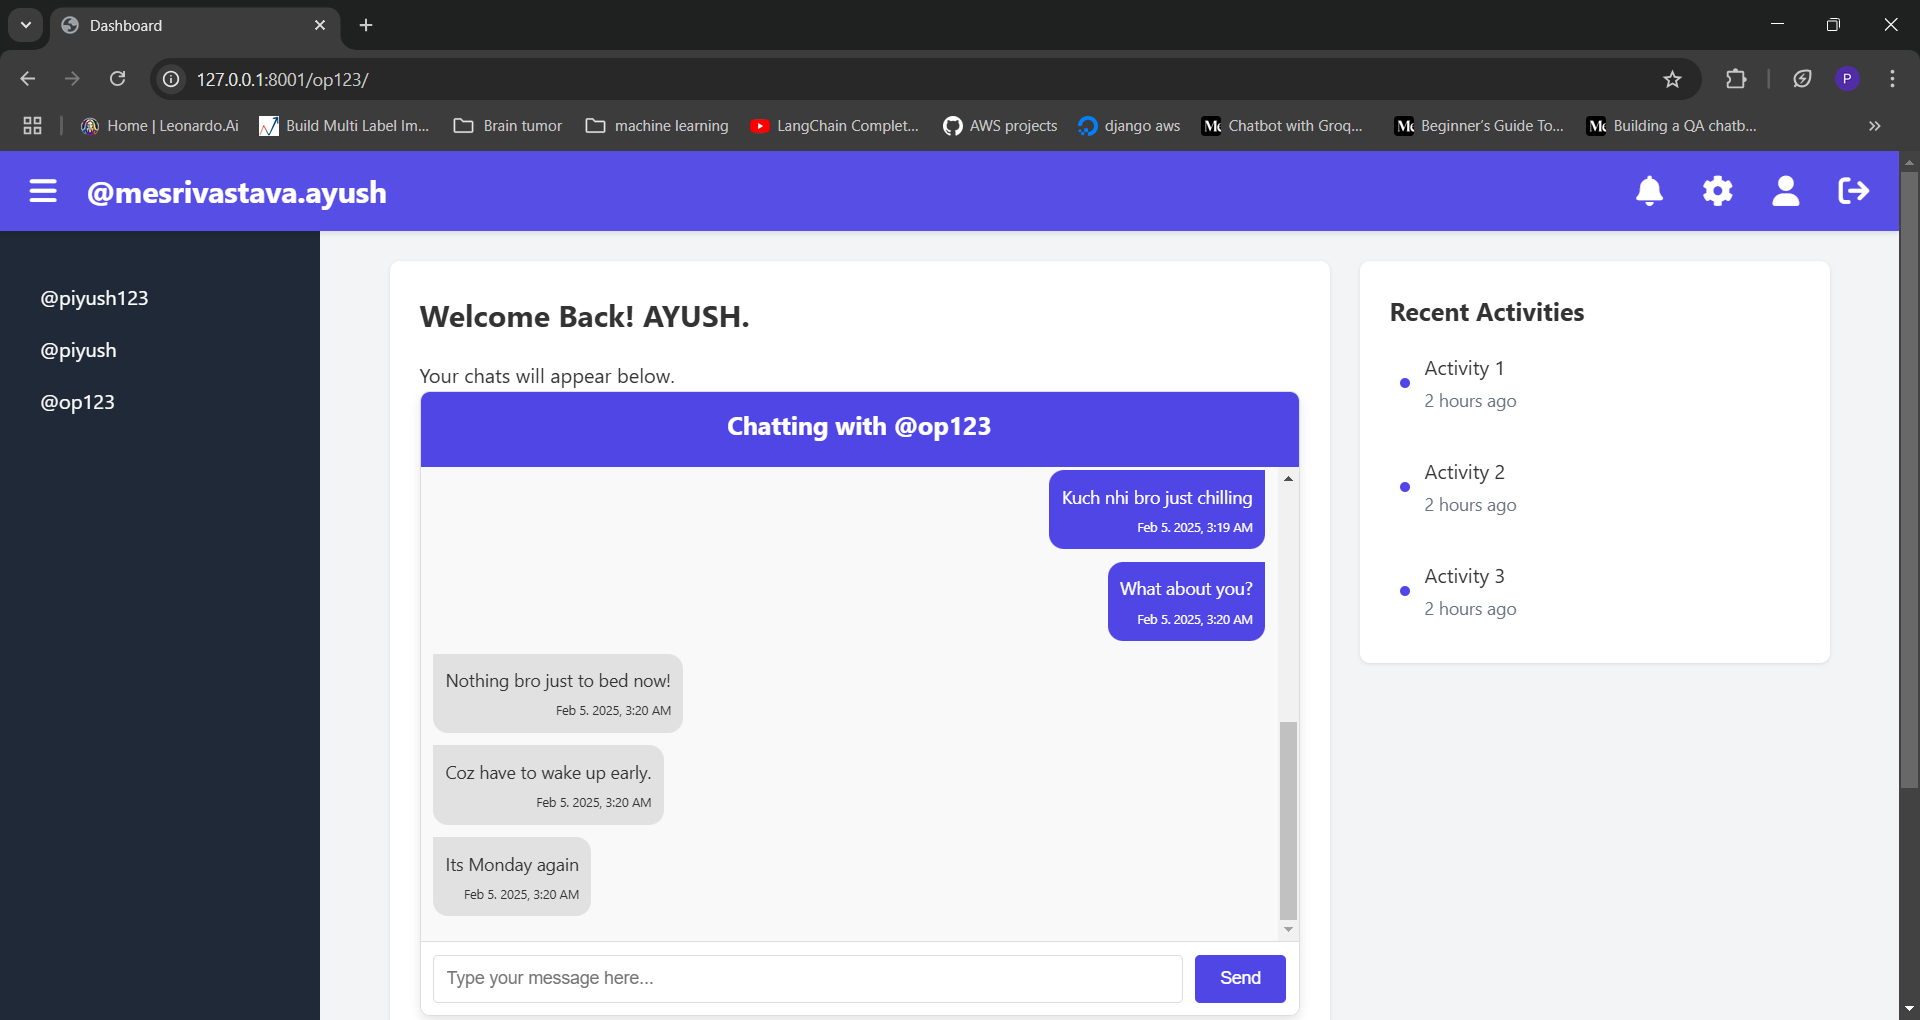 Dashboard
127.0.0.1:8001/op123/
P
Home | Leonardo.Ai
Build Multi Label Im...
Brain tumor
machine learning
LangChain Complet...
AWS projects
django aws
Chatbot with Groq...
Beginner's Guide To...
Building a QA chatb...
@mesrivastava.ayush
@piyush123
@piyush
@op123
Welcome Back! AYUSH.
Your chats will appear below.
Chatting with @op123
Kuch nhi bro just chilling
Feb 5. 2025, 3:19 AM
What about you?
Feb 5. 2025, 3:20 AM
Nothing bro just to bed now!
Feb 5. 2025, 3:20 AM
Coz have to wake up early.
Feb 5. 2025, 3:20 AM
Its Monday again
Feb 5. 2025, 3:20 AM
Type your message here...
Send
Recent Activities
Activity 1
2 hours ago
Activity 2
2 hours ago
Activity 3
2 hours ago